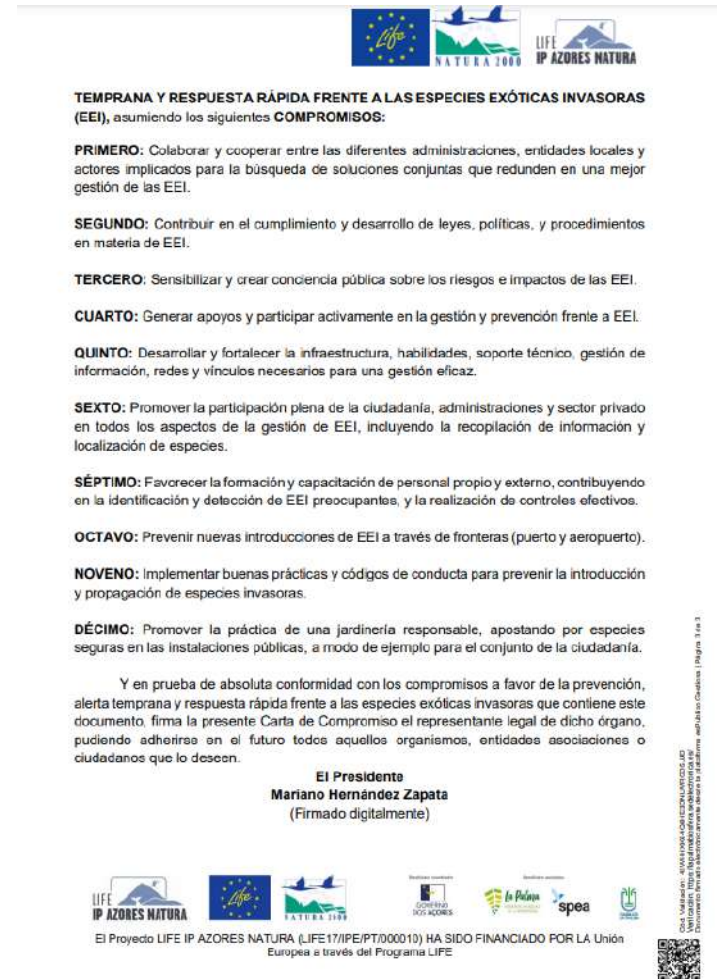 Life
NATURA 2000
LIFE
IP AZORES NATURA
TEMPRANA Y RESPUESTA RÁPIDA FRENTE A LAS ESPECIES EXÓTICAS INVASORAS
(EEI), asumiendo los siguientes COMPROMISOS:
PRIMERO: Colaborar y cooperar entre las diferentes administraciones, entidades locales y
actores implicados para la búsqueda de soluciones conjuntas que redunden en una mejor
gestión de las EEI.
SEGUNDO: Contribuir en el cumplimiento y desarrollo de leyes, políticas, y procedimientos
en materia de EEI.
TERCERO: Sensibilizar y crear conciencia pública sobre los riesgos e impactos de las EEI.
CUARTO: Generar apoyos y participar activamente en la gestión y prevención frente a EEI.
QUINTO: Desarrollar y fortalecer la infraestructura, habilidades, soporte técnico, gestión de
información, redes y vínculos necesarios para una gestión eficaz.
SEXTO: Promover la participación plena de la ciudadanía, administraciones y sector privado
en todos los aspectos de la gestión de EEI, incluyendo la recopilación de información y
localización de especies.
SÉPTIMO: Favorecer la formación y capacitación de personal propio y externo, contribuyendo
en la identificación y detección de EEI preocupantes, y la realización de controles efectivos.
OCTAVO: Prevenir nuevas introducciones de EEI a través de fronteras (puerto y aeropuerto).
NOVENO: Implementar buenas prácticas y códigos de conducta para prevenir la introducción
y propagación de especies invasoras.
DÉCIMO: Promover la práctica de una jardinería responsable, apostando por especies
seguras en las instalaciones públicas, a modo de ejemplo para el conjunto de la ciudadanía.
Y en prueba de absoluta conformidad con los compromisos a favor de la prevención,
alerta temprana y respuesta rápida frente a las especies exóticas invasoras que contiene este
documento, firma la presente Carta de Compromiso el representante legal de dicho órgano,
pudiendo adherirse en el futuro todos aquellos organismos, entidades asociaciones o
ciudadanos que lo deseen.
El Presidente
Mariano Hernández Zapata
(Firmado digitalmente)
LIFE
IP AZORES NATURA
Life
NATURA 2000
GOVERNO
DOS AÇORES
La Palma
spea
El Proyecto LIFE IP AZORES NATURA (LIFE17/IPE/PT/000010) HA SIDO FINANCIADO POR LA Unión
Europea a través del Programa LIFE
Documento firmado electrónicamente desde la plataforma esPublico Gestiona | Página 3 de 3